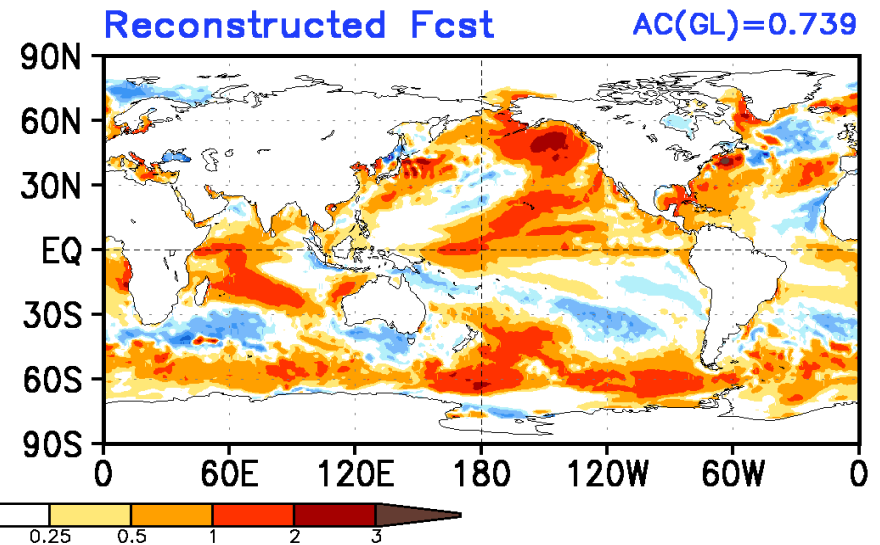 Reconstructed Fcst AC(GL)=0.739
90N
60N
30N
EQ
30S
60S
90S
0 60E 120E 180 120W 60W 0
0.25 0.5 1 2 3